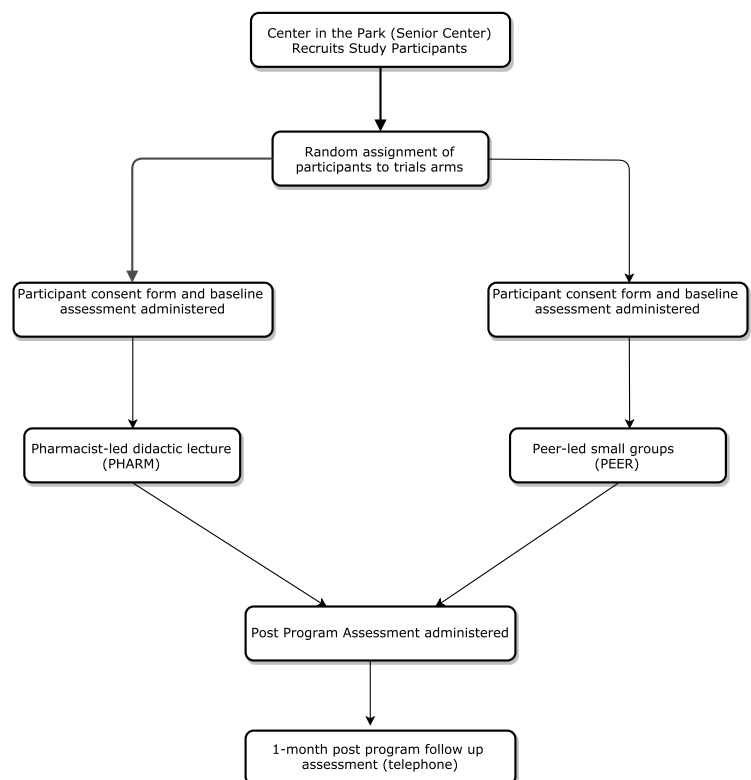 Center in the Park (Senior Center)
Recruits Study Participants
Random assignment of
participants to trials arms
Participant consent form and baseline
assessment administered
Participant consent form and baseline
assessment administered
Pharmacist-led didactic lecture
(PHARM)
Peer-led small groups
(PEER)
Post Program Assessment administered
1-month post program follow up
assessment (telephone)